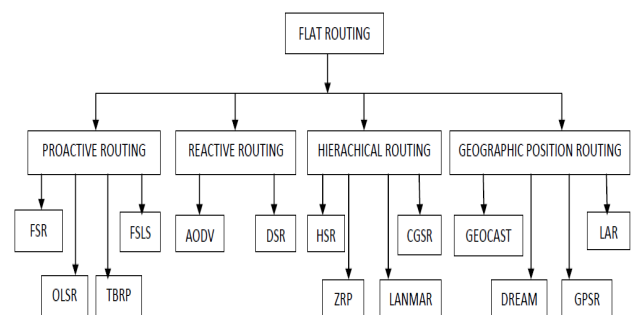 FLAT ROUTING
PROACTIVE ROUTING
REACTIVE ROUTING
HIERACHICAL ROUTING
GEOGRAPHIC POSITION ROUTING
FSR
FSLS
AODV
DSR
HSR
CGSR
GEOCAST
LAR
OLSR
TBRP
ZRP
LANMAR
DREAM
GPSR